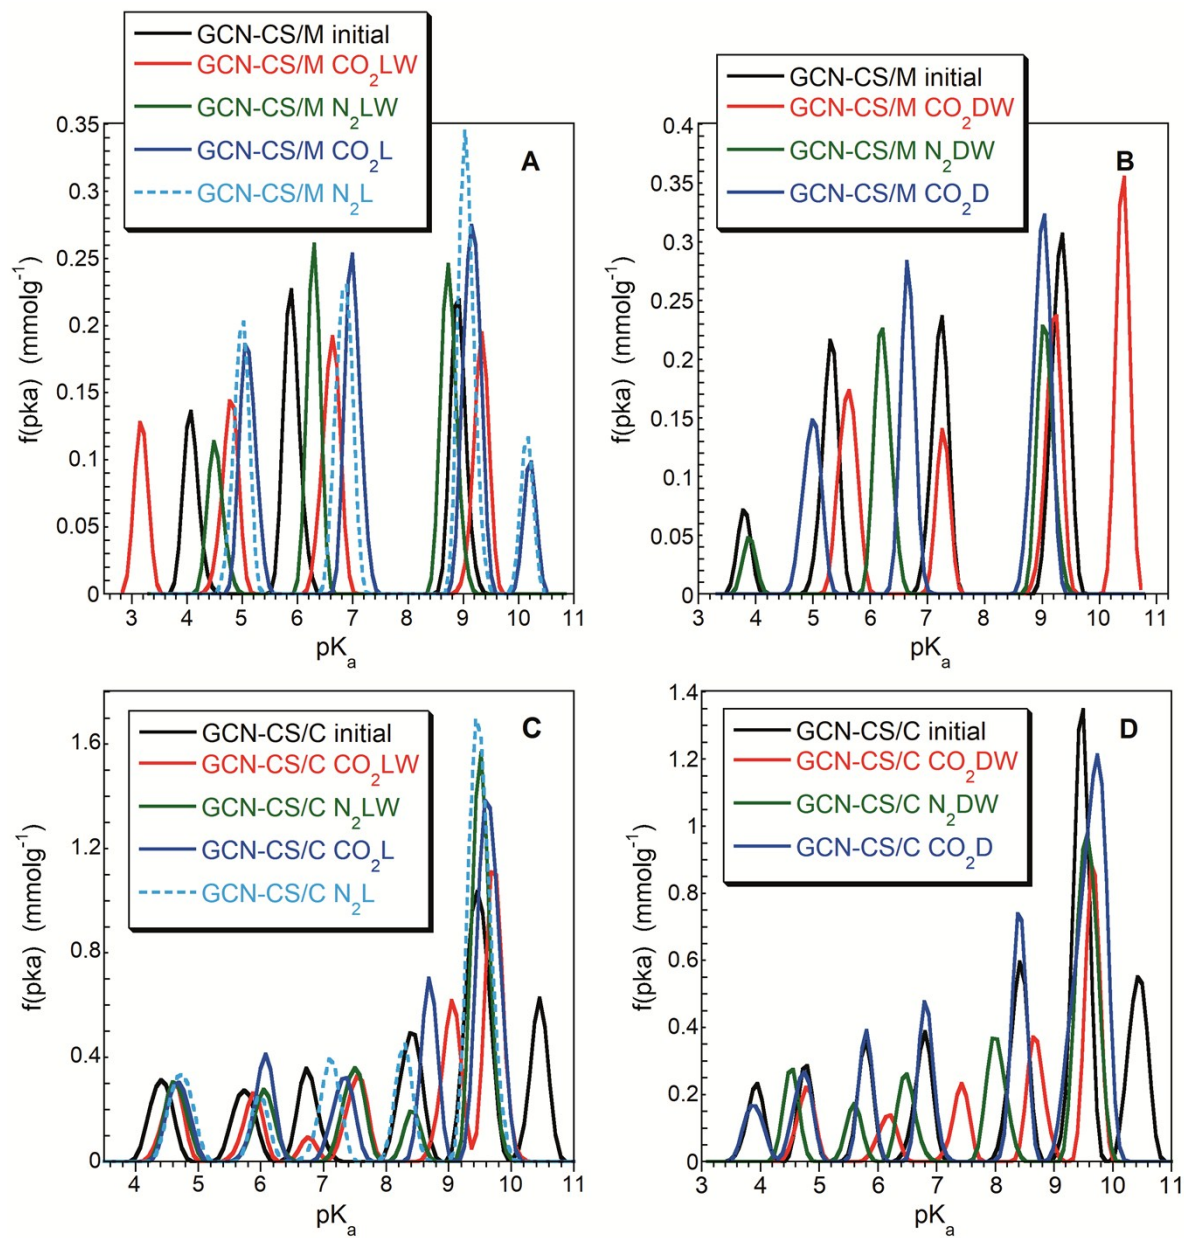 GCN-CS/M initial
GCN-CS/M CO2LW
GCN-CS/M N2LW
GCN-CS/M CO2L
GCN-CS/M N2L
A
0.35
0.3
0.25
0.2
0.15
0.1
0.05
0
f(pka) (mmolg-1)
3 4 5 6 7 8 9 10 11
pKa
GCN-CS/M initial
GCN-CS/M CO2DW
GCN-CS/M N2DW
GCN-CS/M CO2D
B
0.4
0.35
0.3
0.25
0.2
0.15
0.1
0.05
0
f(pka) (mmolg-1)
3 4 5 6 7 8 9 10 11
pKa
GCN-CS/C initial
GCN-CS/C CO2LW
GCN-CS/C N2LW
GCN-CS/C CO2L
GCN-CS/C N2L
C
1.6
1.2
0.8
0.4
0
f(pka) (mmolg-1)
4 5 6 7 8 9 10 11
pKa
GCN-CS/C initial
GCN-CS/C CO2DW
GCN-CS/C N2DW
GCN-CS/C CO2D
D
1.4
1.2
1
0.8
0.6
0.4
0.2
0
f(pka) (mmolg-1)
3 4 5 6 7 8 9 10 11
pKa